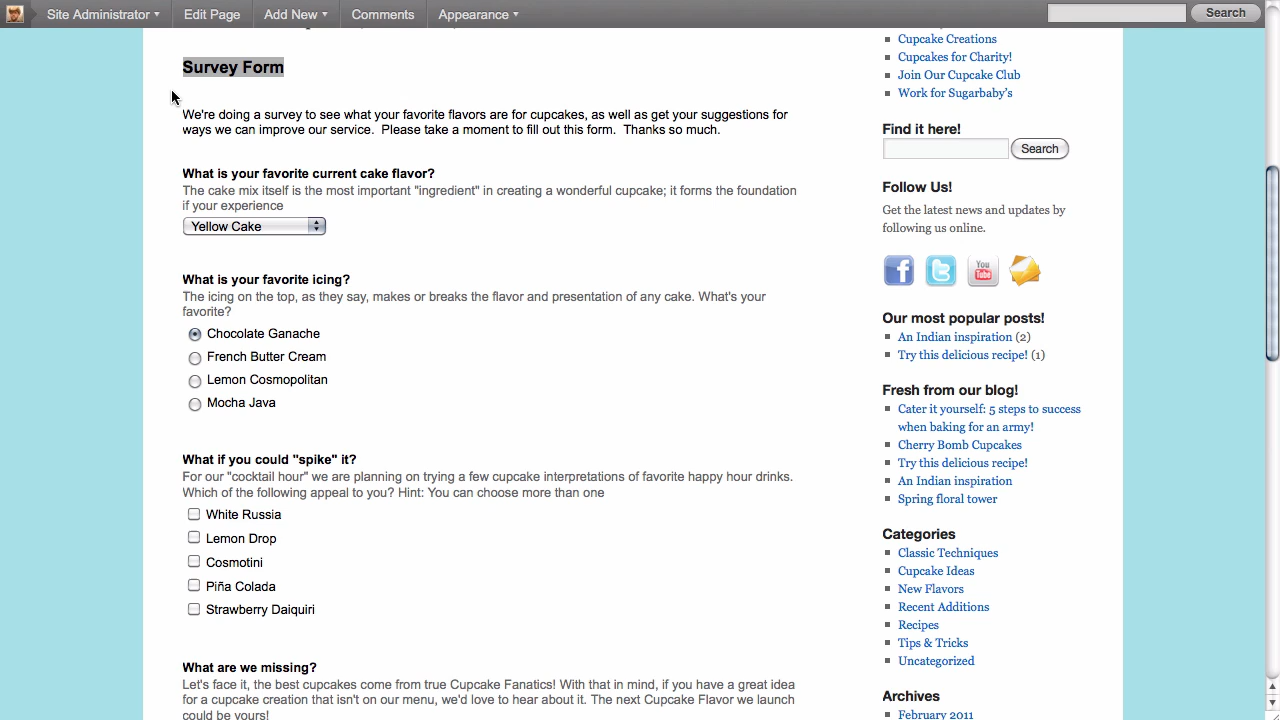 Site Administrator Edit Page Add New Comments Appearance Search
Survey Form
We're doing a survey to see what your favorite flavors are for cupcakes, as well as get your suggestions for
ways we can improve our service. Please take a moment to fill out this form. Thanks so much.
What is your favorite current cake flavor?
The cake mix itself is the most important "ingredient" in creating a wonderful cupcake; it forms the foundation
if your experience
Yellow Cake
What is your favorite icing?
The icing on the top, as they say, makes or breaks the flavor and presentation of any cake. What's your
favorite?
Chocolate Ganache
French Butter Cream
Lemon Cosmopolitan
Mocha Java
What if you could "spike" it?
For our "cocktail hour" we are planning on trying a few cupcake interpretations of favorite happy hour drinks.
Which of the following appeal to you? Hint: You can choose more than one
White Russia
Lemon Drop
Cosmotini
Piña Colada
Strawberry Daiquiri
What are we missing?
Let's face it, the best cupcakes come from true Cupcake Fanatics! With that in mind, if you have a great idea
for a cupcake creation that isn't on our menu, we'd love to hear about it. The next Cupcake Flavor we launch
could be yours!
Cupcake Creations
Cupcakes for Charity!
Join Our Cupcake Club
Work for Sugarbaby's
Find it here!
Search
Follow Us!
Get the latest news and updates by
following us online.
f t You Tube
Our most popular posts!
An Indian inspiration (2)
Try this delicious recipe! (1)
Fresh from our blog!
Cater it yourself: 5 steps to success
when baking for an army!
Cherry Bomb Cupcakes
Try this delicious recipe!
An Indian inspiration
Spring floral tower
Categories
Classic Techniques
Cupcake Ideas
New Flavors
Recent Additions
Recipes
Tips & Tricks
Uncategorized
Archives
February 2011